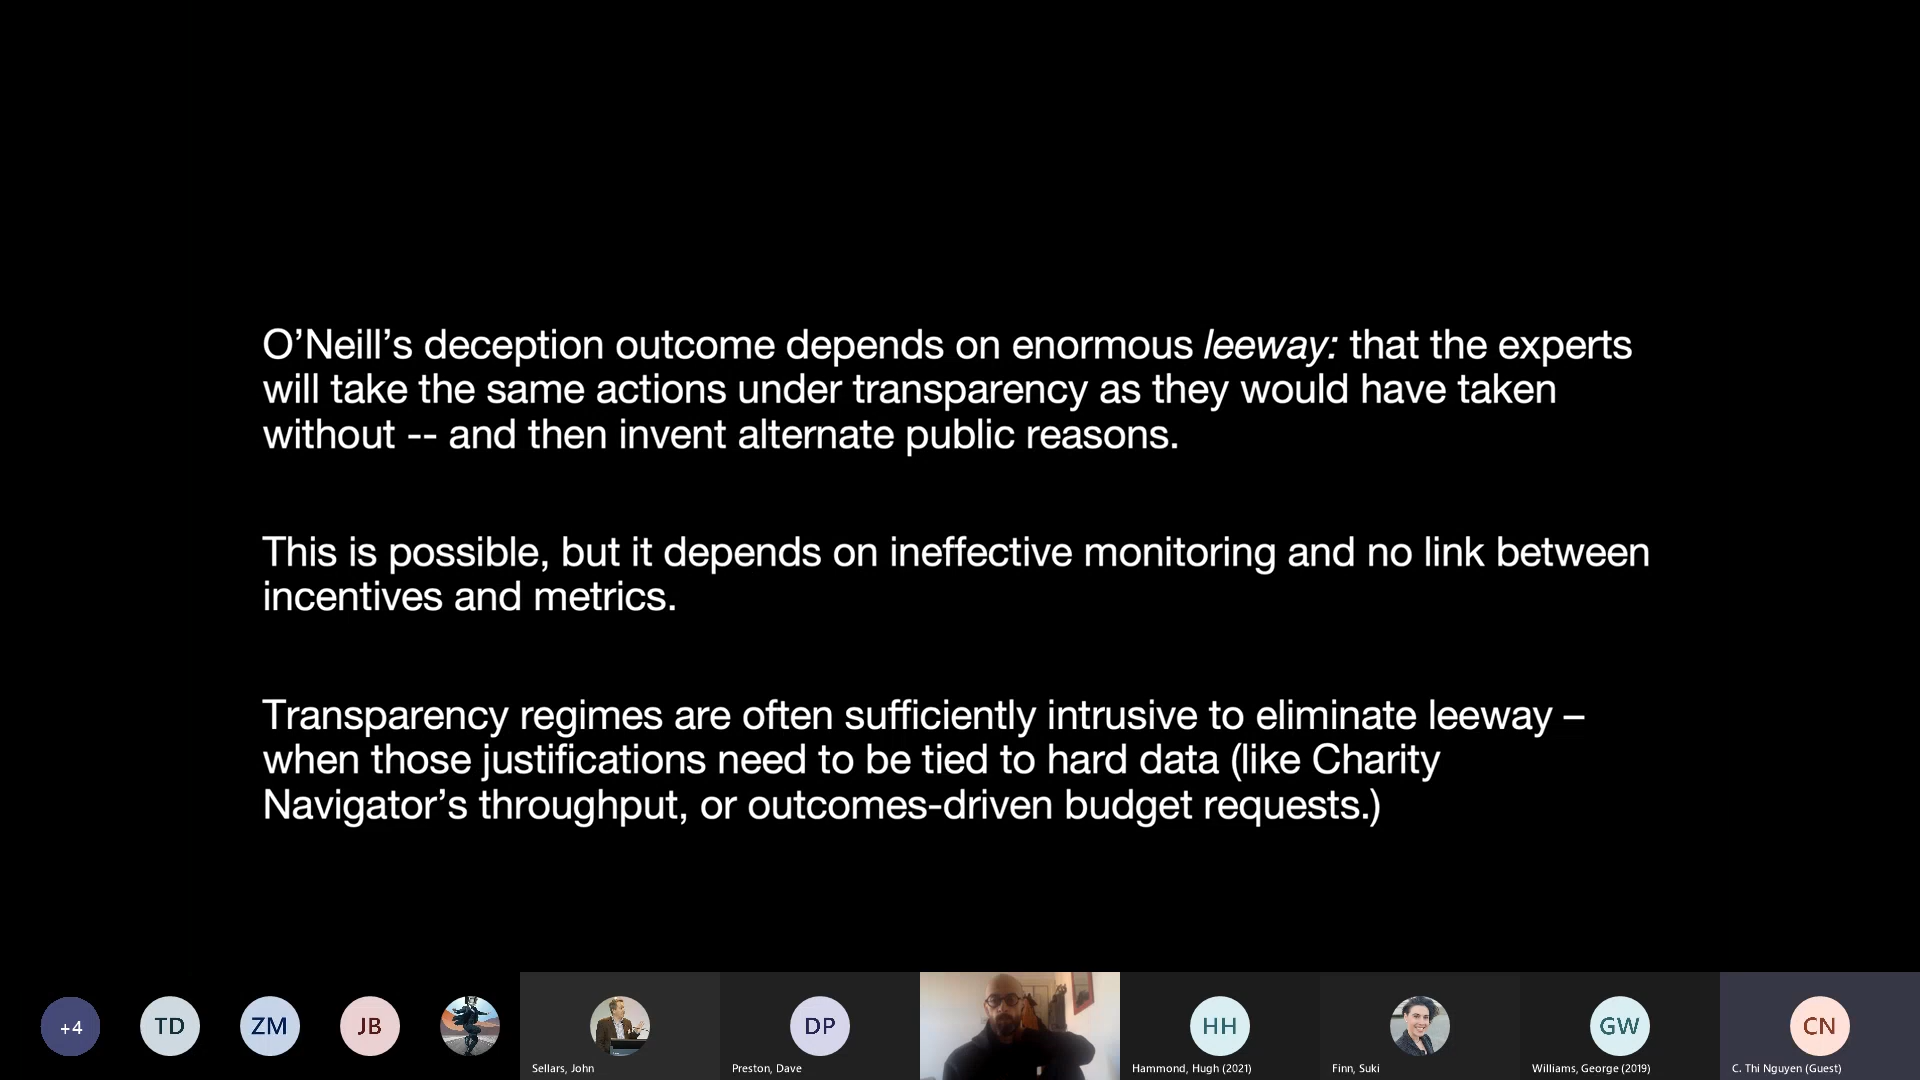 O’Neill’s deception outcome depends on enormous leeway: that the experts
will take the same actions under transparency as they would have taken
without -- and then invent alternate public reasons.
This is possible, but it depends on ineffective monitoring and no link between
incentives and metrics.
Transparency regimes are often sufficiently intrusive to eliminate leeway –
when those justifications need to be tied to hard data (like Charity
Navigator’s throughput, or outcomes-driven budget requests.)
+4
TD
ZM
JB
Sellars, John
DP
Preston, Dave
HH
Hammond, Hugh (2021)
Finn, Suki
GW
Williams, George (2019)
CN
C. Thi Nguyen (Guest)